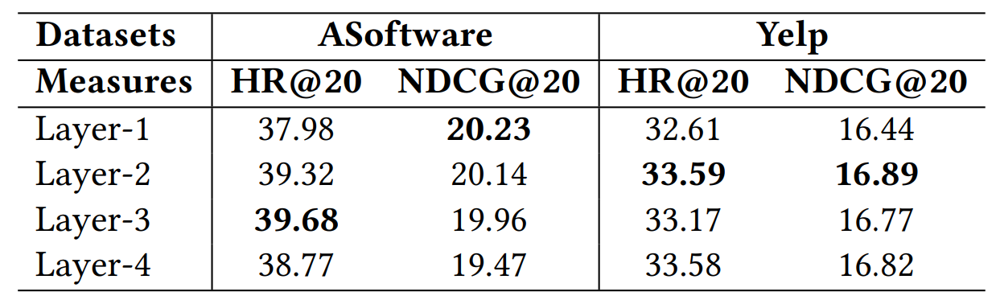 Datasets ASoftware Yelp
Measures HR@20 NDCG@20 HR@20 NDCG@20
Layer-1 37.98 20.23 32.61 16.44
Layer-2 39.32 20.14 33.59 16.89
Layer-3 39.68 19.96 33.17 16.77
Layer-4 38.77 19.47 33.58 16.82